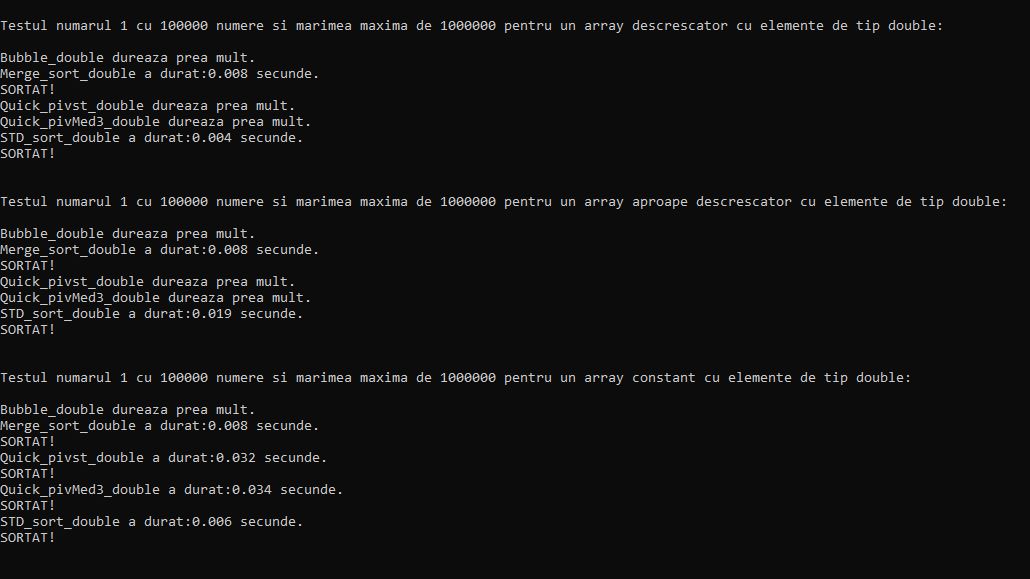 Testul numarul 1 cu 100000 numere si marimea maxima de 1000000 pentru un array descrescator cu elemente de tip double:
Bubble_double dureaza prea mult.
Merge_sort_double a durat:0.008 secunde.
SORTAT!
Quick_pivst_double dureaza prea mult.
Quick_pivMed3_double dureaza prea mult.
STD_sort_double a durat:0.004 secunde.
SORTAT!
Testul numarul 1 cu 100000 numere si marimea maxima de 1000000 pentru un array aproape descrescator cu elemente de tip double:
Bubble_double dureaza prea mult.
Merge_sort_double a durat:0.008 secunde.
SORTAT!
Quick_pivst_double dureaza prea mult.
Quick_pivMed3_double dureaza prea mult.
STD_sort_double a durat:0.019 secunde.
SORTAT!
Testul numarul 1 cu 100000 numere si marimea maxima de 1000000 pentru un array constant cu elemente de tip double:
Bubble_double dureaza prea mult.
Merge_sort_double a durat:0.008 secunde.
SORTAT!
Quick_pivst_double a durat:0.032 secunde.
SORTAT!
Quick_pivMed3_double a durat:0.034 secunde.
SORTAT!
STD_sort_double a durat:0.006 secunde.
SORTAT!